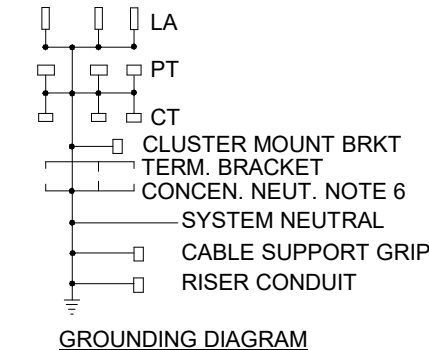 LA
PT
CT
CLUSTER MOUNT BRKT
TERM. BRACKET
CONCEN. NEUT. NOTE 6
SYSTEM NEUTRAL
CABLE SUPPORT GRIP
RISER CONDUIT
GROUNDING DIAGRAM